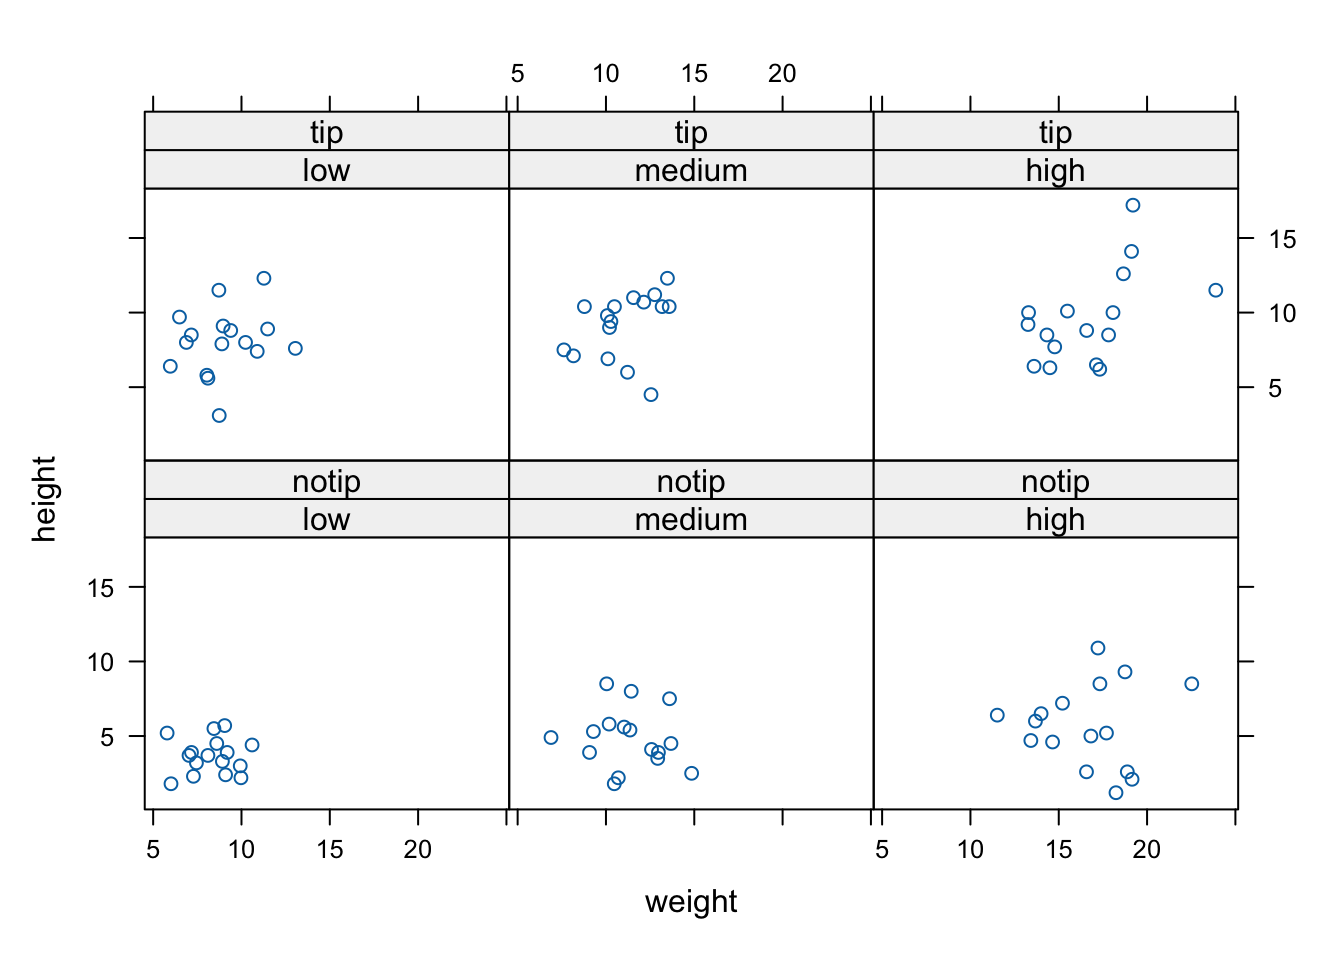 5 10 15 20
tip tip tip
low medium high
15
10
5
height
notip notip notip
low medium high
15
10
5
5 10 15 20 5 10 15 20
weight